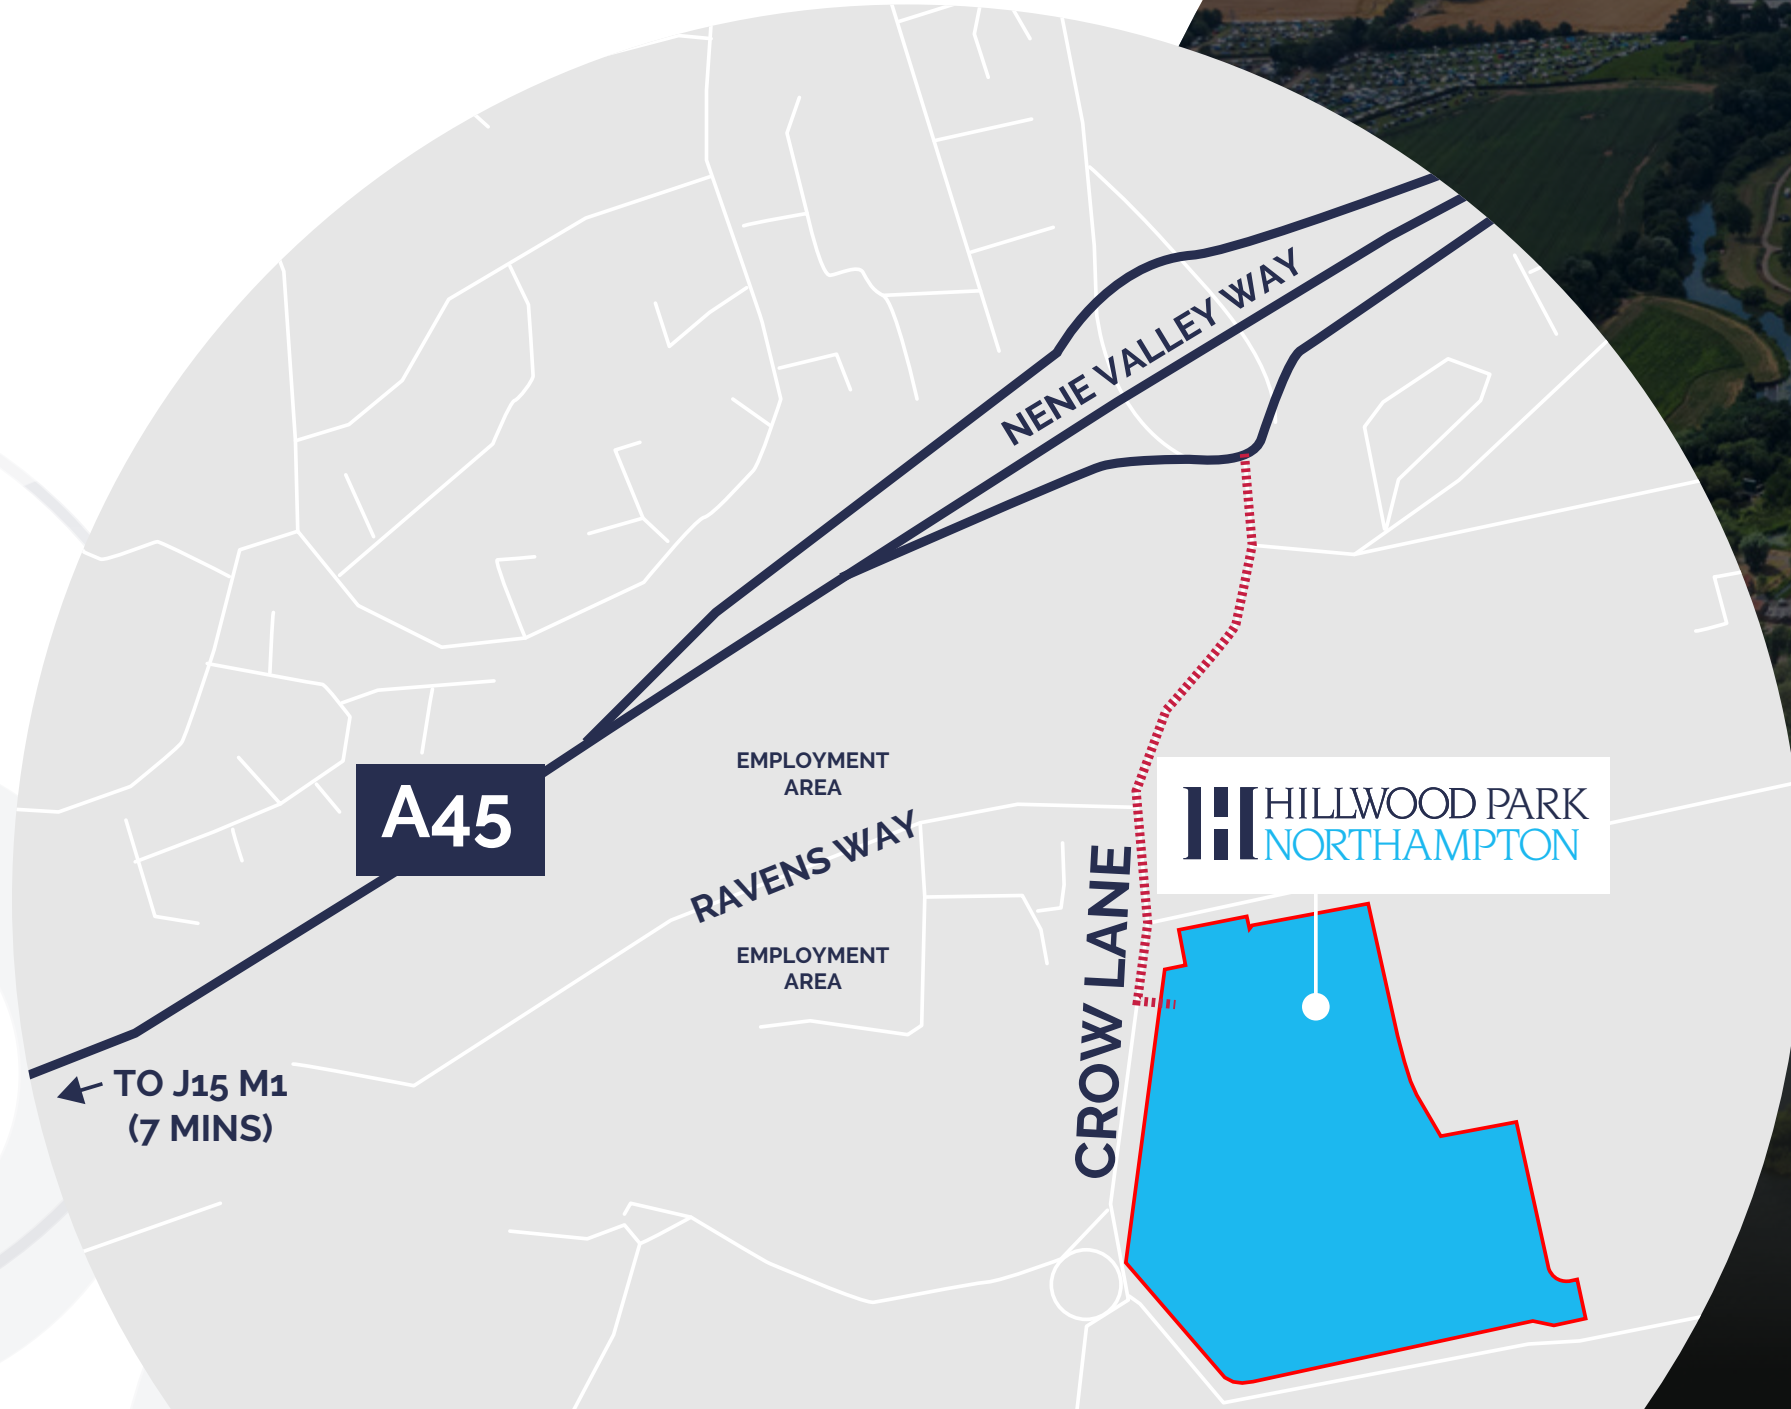 NENE VALLEY WAY
EMPLOYMENT
AREA
A45
HILLWOOD PARK
NORTHAMPTON
RAVENS WAY
CROW LANE
EMPLOYMENT
AREA
TO J15 M1
(7 MINS)